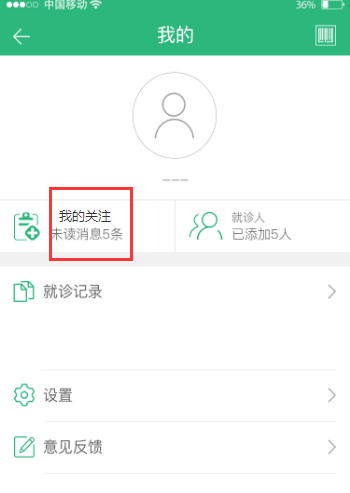 中国移动
36%
我的
我的关注
未读消息5条
就诊人
已添加5人
就诊记录
设置
意见反馈